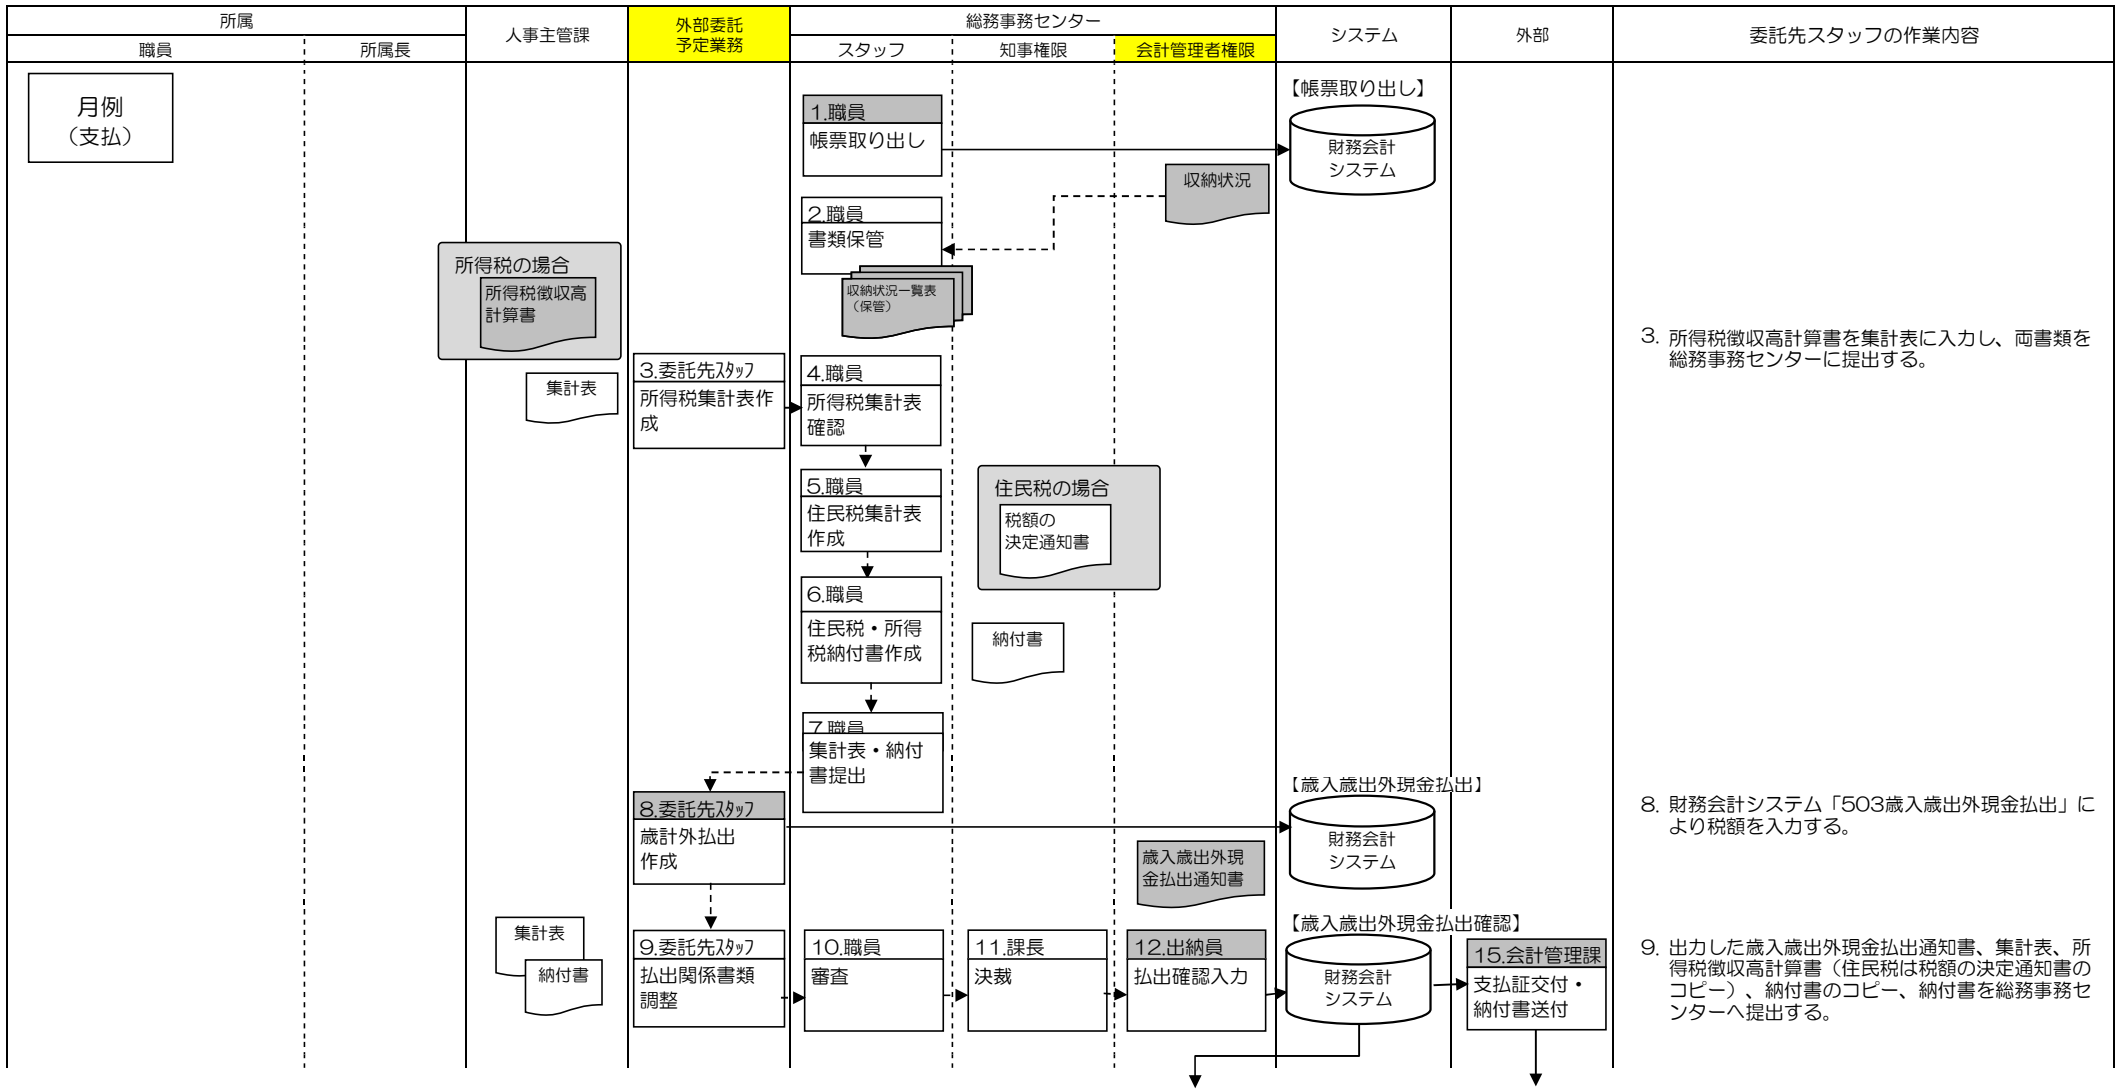 所属
人事主管課
外部委託
予定業務
総務事務センター
システム
外部
委託先スタッフの作業内容
職員
所属長
スタッフ
知事権限
会計管理者権限
月例
（支払）
1.職員
帳票取り出し
【帳票取り出し】
財務会計
システム
収納状況
2.職員
書類保管
収納状況一覧表
（保管）
所得税の場合
所得税徴収高
計算書
集計表
3.委託先ｽﾀｯﾌ
所得税集計表作
成
4.職員
所得税集計表
確認
3. 所得税徴収高計算書を集計表に入力し、両書類を
総務事務センターに提出する。
5.職員
住民税集計表
作成
住民税の場合
税額の
決定通知書
6.職員
住民税・所得
税納付書作成
納付書
7.職員
集計表・納付
書提出
8.委託先ｽﾀｯﾌ
歳計外払出
作成
【歳入歳出外現金払出】
財務会計
システム
8. 財務会計システム「503歳入歳出外現金払出」に
より税額を入力する。
歳入歳出外現
金払出通知書
集計表
納付書
9.委託先ｽﾀｯﾌ
払出関係書類
調整
10.職員
審査
11.課長
決裁
12.出納員
払出確認入力
【歳入歳出外現金払出確認】
財務会計
システム
15.会計管理課
支払証交付・
納付書送付
9. 出力した歳入歳出外現金払出通知書、集計表、所
得税徴収高計算書（住民税は税額の決定通知書の
コピー）、納付書のコピー、納付書を総務事務セ
ンターへ提出する。